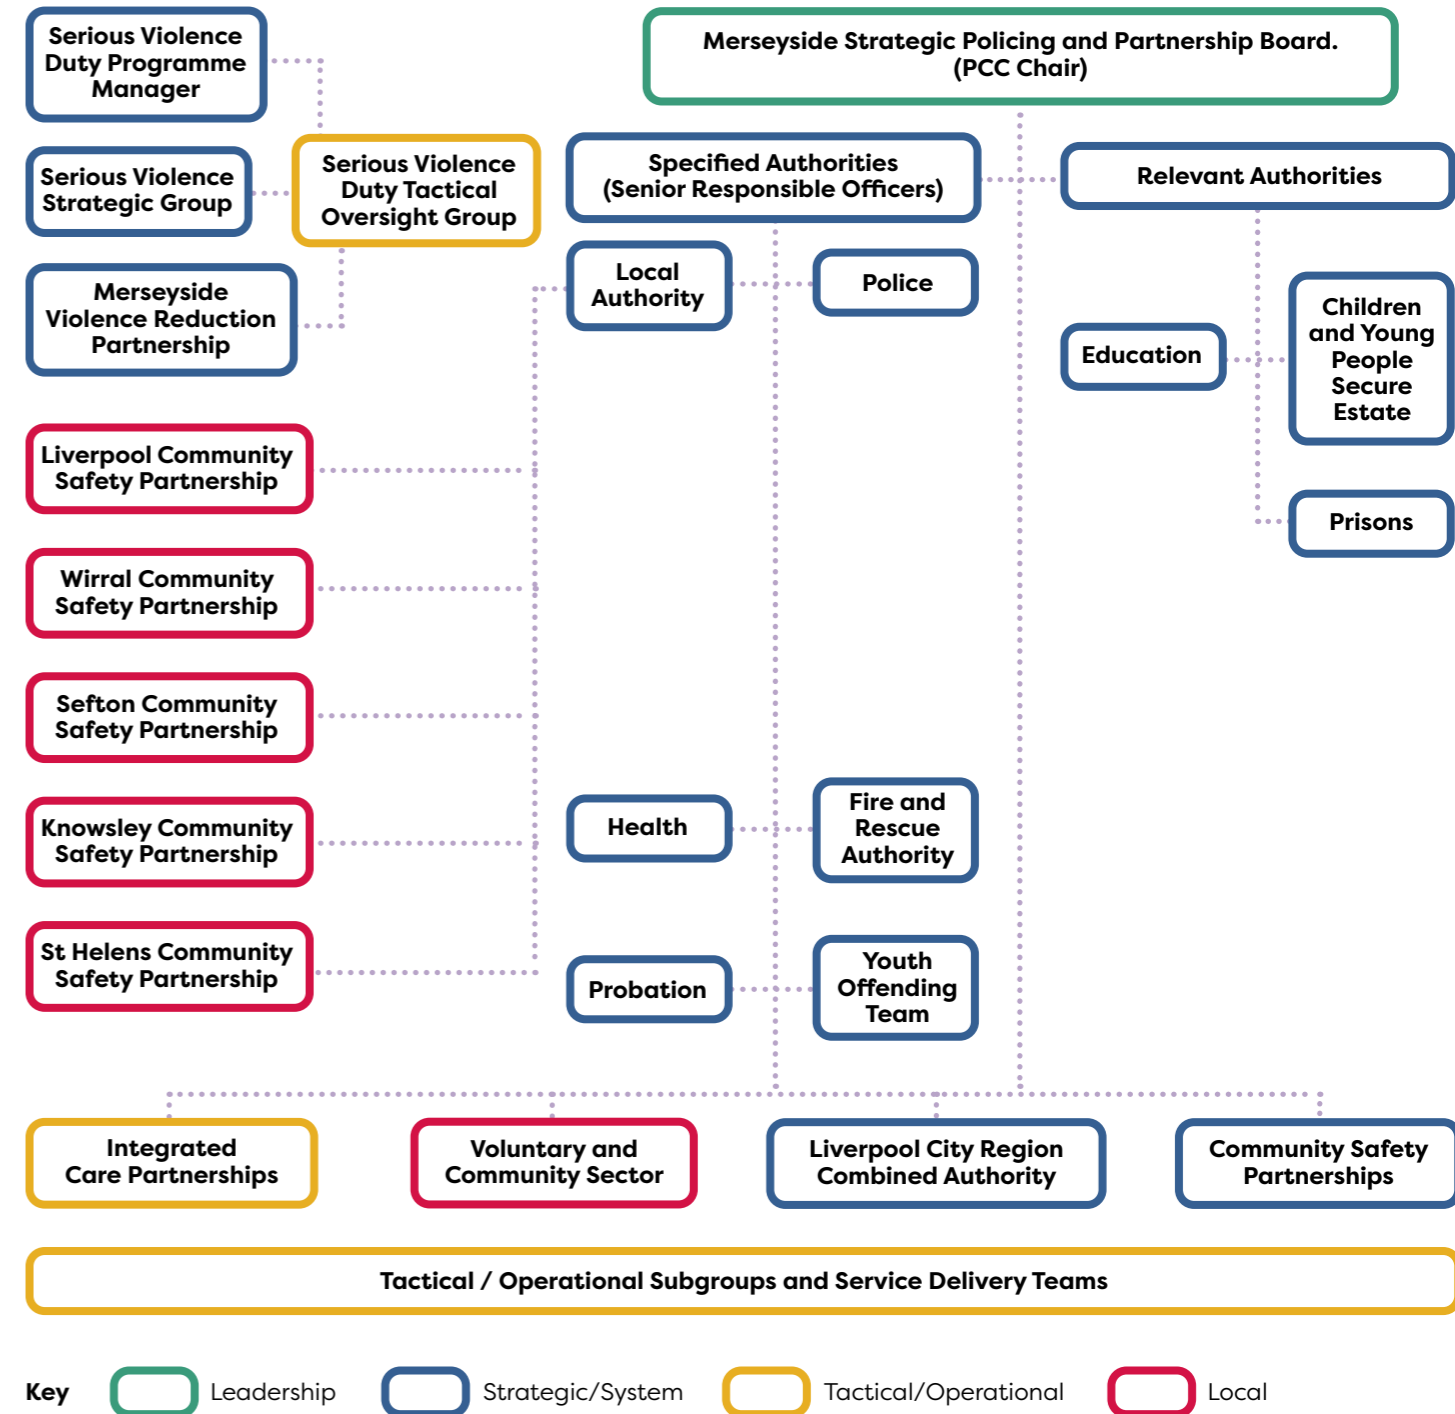 Serious Violence
Duty Programme
Manager
Merseyside Strategic Policing and Partnership Board.
(PCC Chair)
Serious Violence
Strategic Group
Serious Violence
Duty Tactical
Oversight Group
Specified Authorities
(Senior Responsible Officers)
Relevant Authorities
Merseyside
Violence Reduction
Partnership
Local
Authority
Police
Education
Children
and Young
People
Secure
Estate
Prisons
Liverpool Community
Safety Partnership
Wirral Community
Safety Partnership
Sefton Community
Safety Partnership
Knowsley Community
Safety Partnership
St Helens Community
Safety Partnership
Health
Fire and
Rescue
Authority
Probation
Youth
Offending
Team
Integrated
Care Partnerships
Voluntary and
Community Sector
Liverpool City Region
Combined Authority
Community Safety
Partnerships
Tactical / Operational Subgroups and Service Delivery Teams
Key
Leadership
Strategic/System
Tactical/Operational
Local